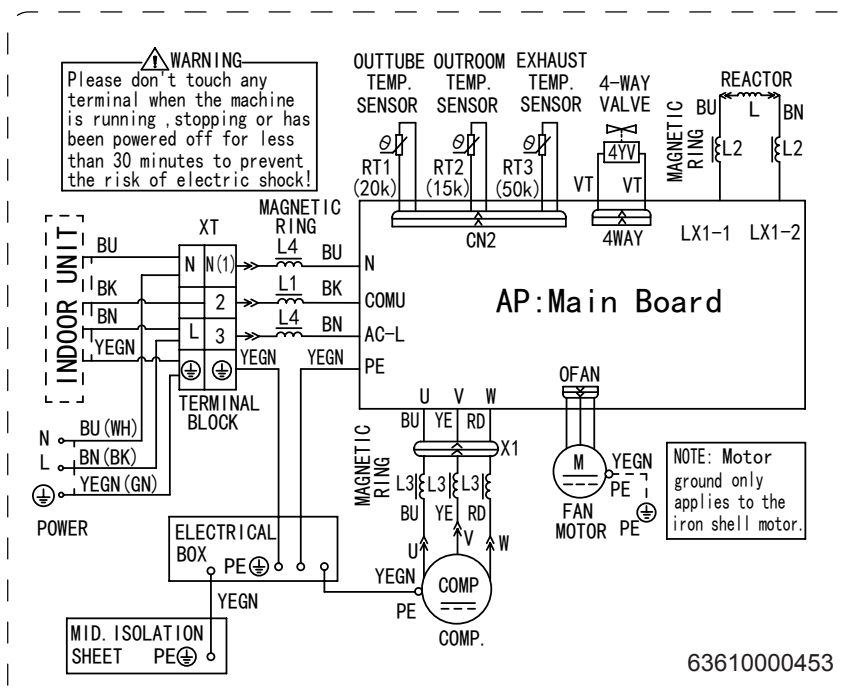 WARNING
Please don't touch any
terminal when the machine
is running ,stopping or has
been powered off for less
than 30 minutes to prevent
the risk of electric shock!
OUTTUBE TEMP. SENSOR
OUTROOM TEMP. SENSOR
EXHAUST TEMP. SENSOR
4-WAY VALVE
MAGNETIC RING
REACTOR
BU
L
BN
L2
L2
θ
θ
θ
RT1 (20k)
RT2 (15k)
RT3 (50k)
4YV
VT
VT
CN2
4WAY
LX1-1
LX1-2
INDOOR UNIT
BU
BK
BN
YEGN
XT
N
N(1)
2
L
3
TERMINAL BLOCK
MAGNETIC RING
L4
BU
L1
BK
L4
BN
YEGN
YEGN
N
COMU
AC-L
PE
AP:Main Board
U
V
W
OFAN
N
BU(WH)
L
BN(BK)
YEGN(GN)
POWER
MAGNETIC RING
BU
YE
RD
X1
L3
L3
L3
BU
YE
RD
U
V
W
M
YEGN
PE
FAN MOTOR
PE
NOTE: Motor
ground only
applies to the
iron shell motor.
ELECTRICAL
BOX
PE
YEGN
YEGN
PE
COMP
COMP.
MID. ISOLATION
SHEET
PE
63610000453